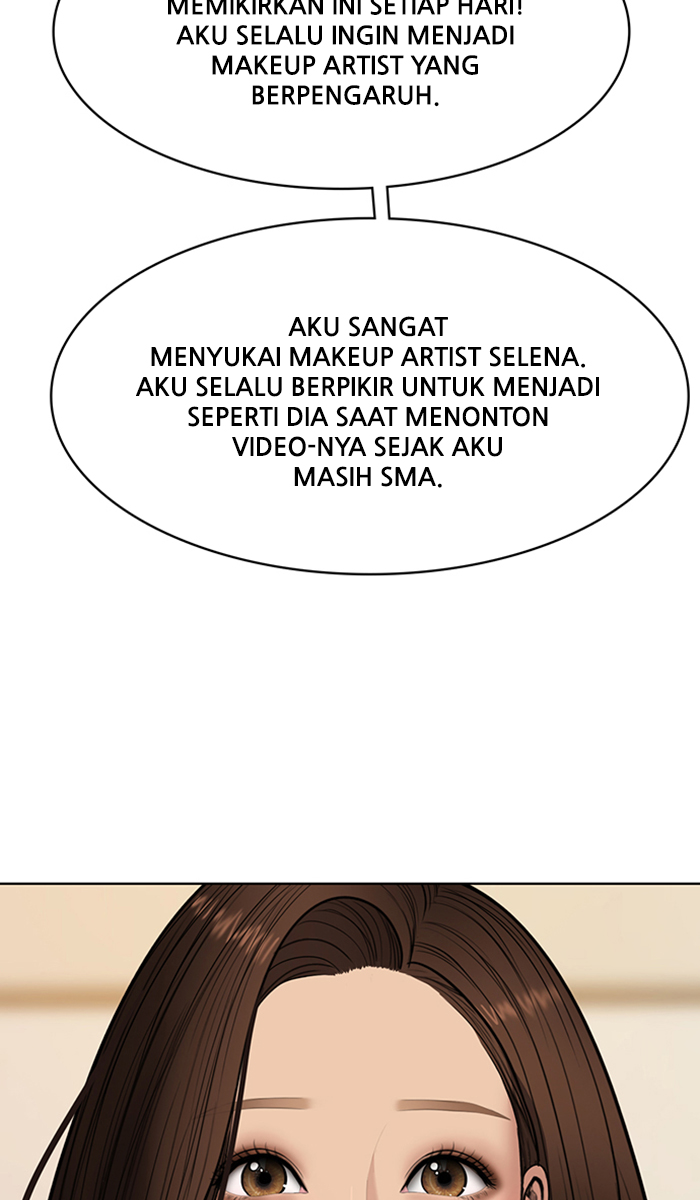 MEMIKIRKAN INI SETIAP HARI!
AKU SELALU INGIN MENJADI
MAKEUP ARTIST YANG
BERPENGARUH.
AKU SANGAT
MENYUKAI MAKEUP ARTIST SELENA.
AKU SELALU BERPIKIR UNTUK MENJADI
SEPERTI DIA SAAT MENONTON
VIDEO-NYA SEJAK AKU
MASIH SMA.